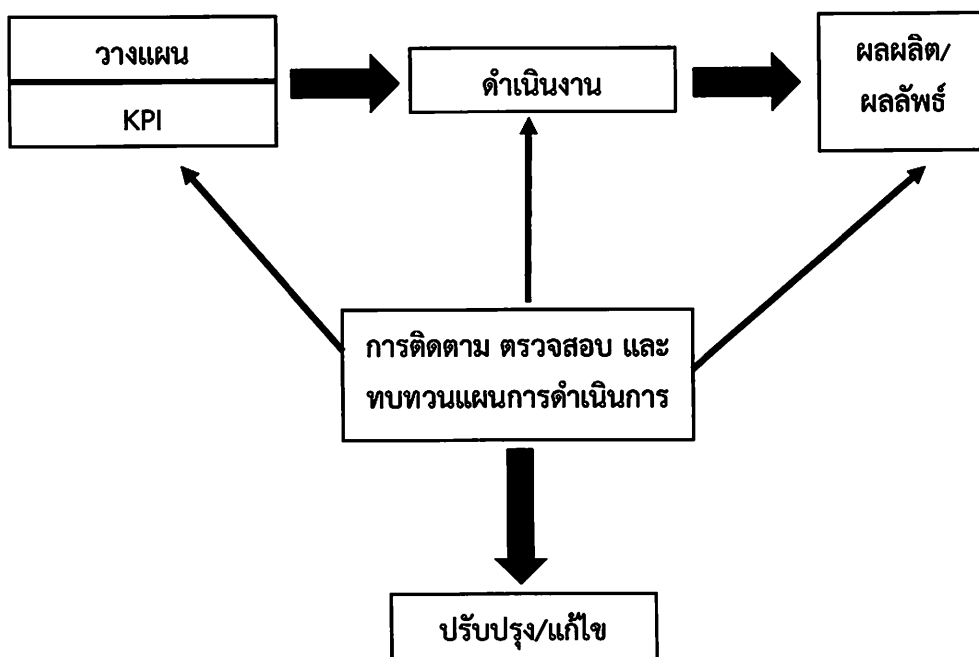 วางแผน
KPI
ดำเนินงาน
ผลผลิต/
ผลลัพธ์
การติดตาม ตรวจสอบ และ
ทบทวนแผนการดำเนินการ
ปรับปรุง/แก้ไข